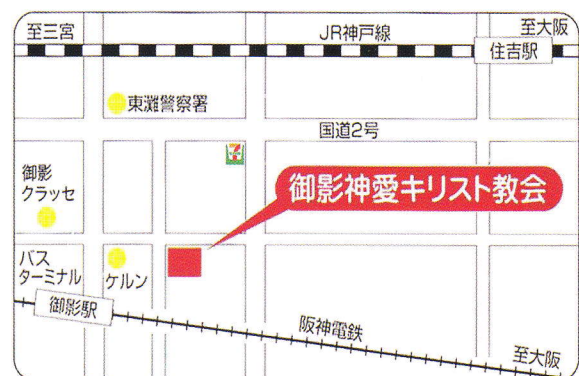 至三宮
JR神戸線
至大阪
住吉駅
東灘警察署
国道2号
7
御影
クラッセ
御影神愛キリスト教会
バス
ターミナル
ケルン
御影駅
阪神電鉄
至大阪